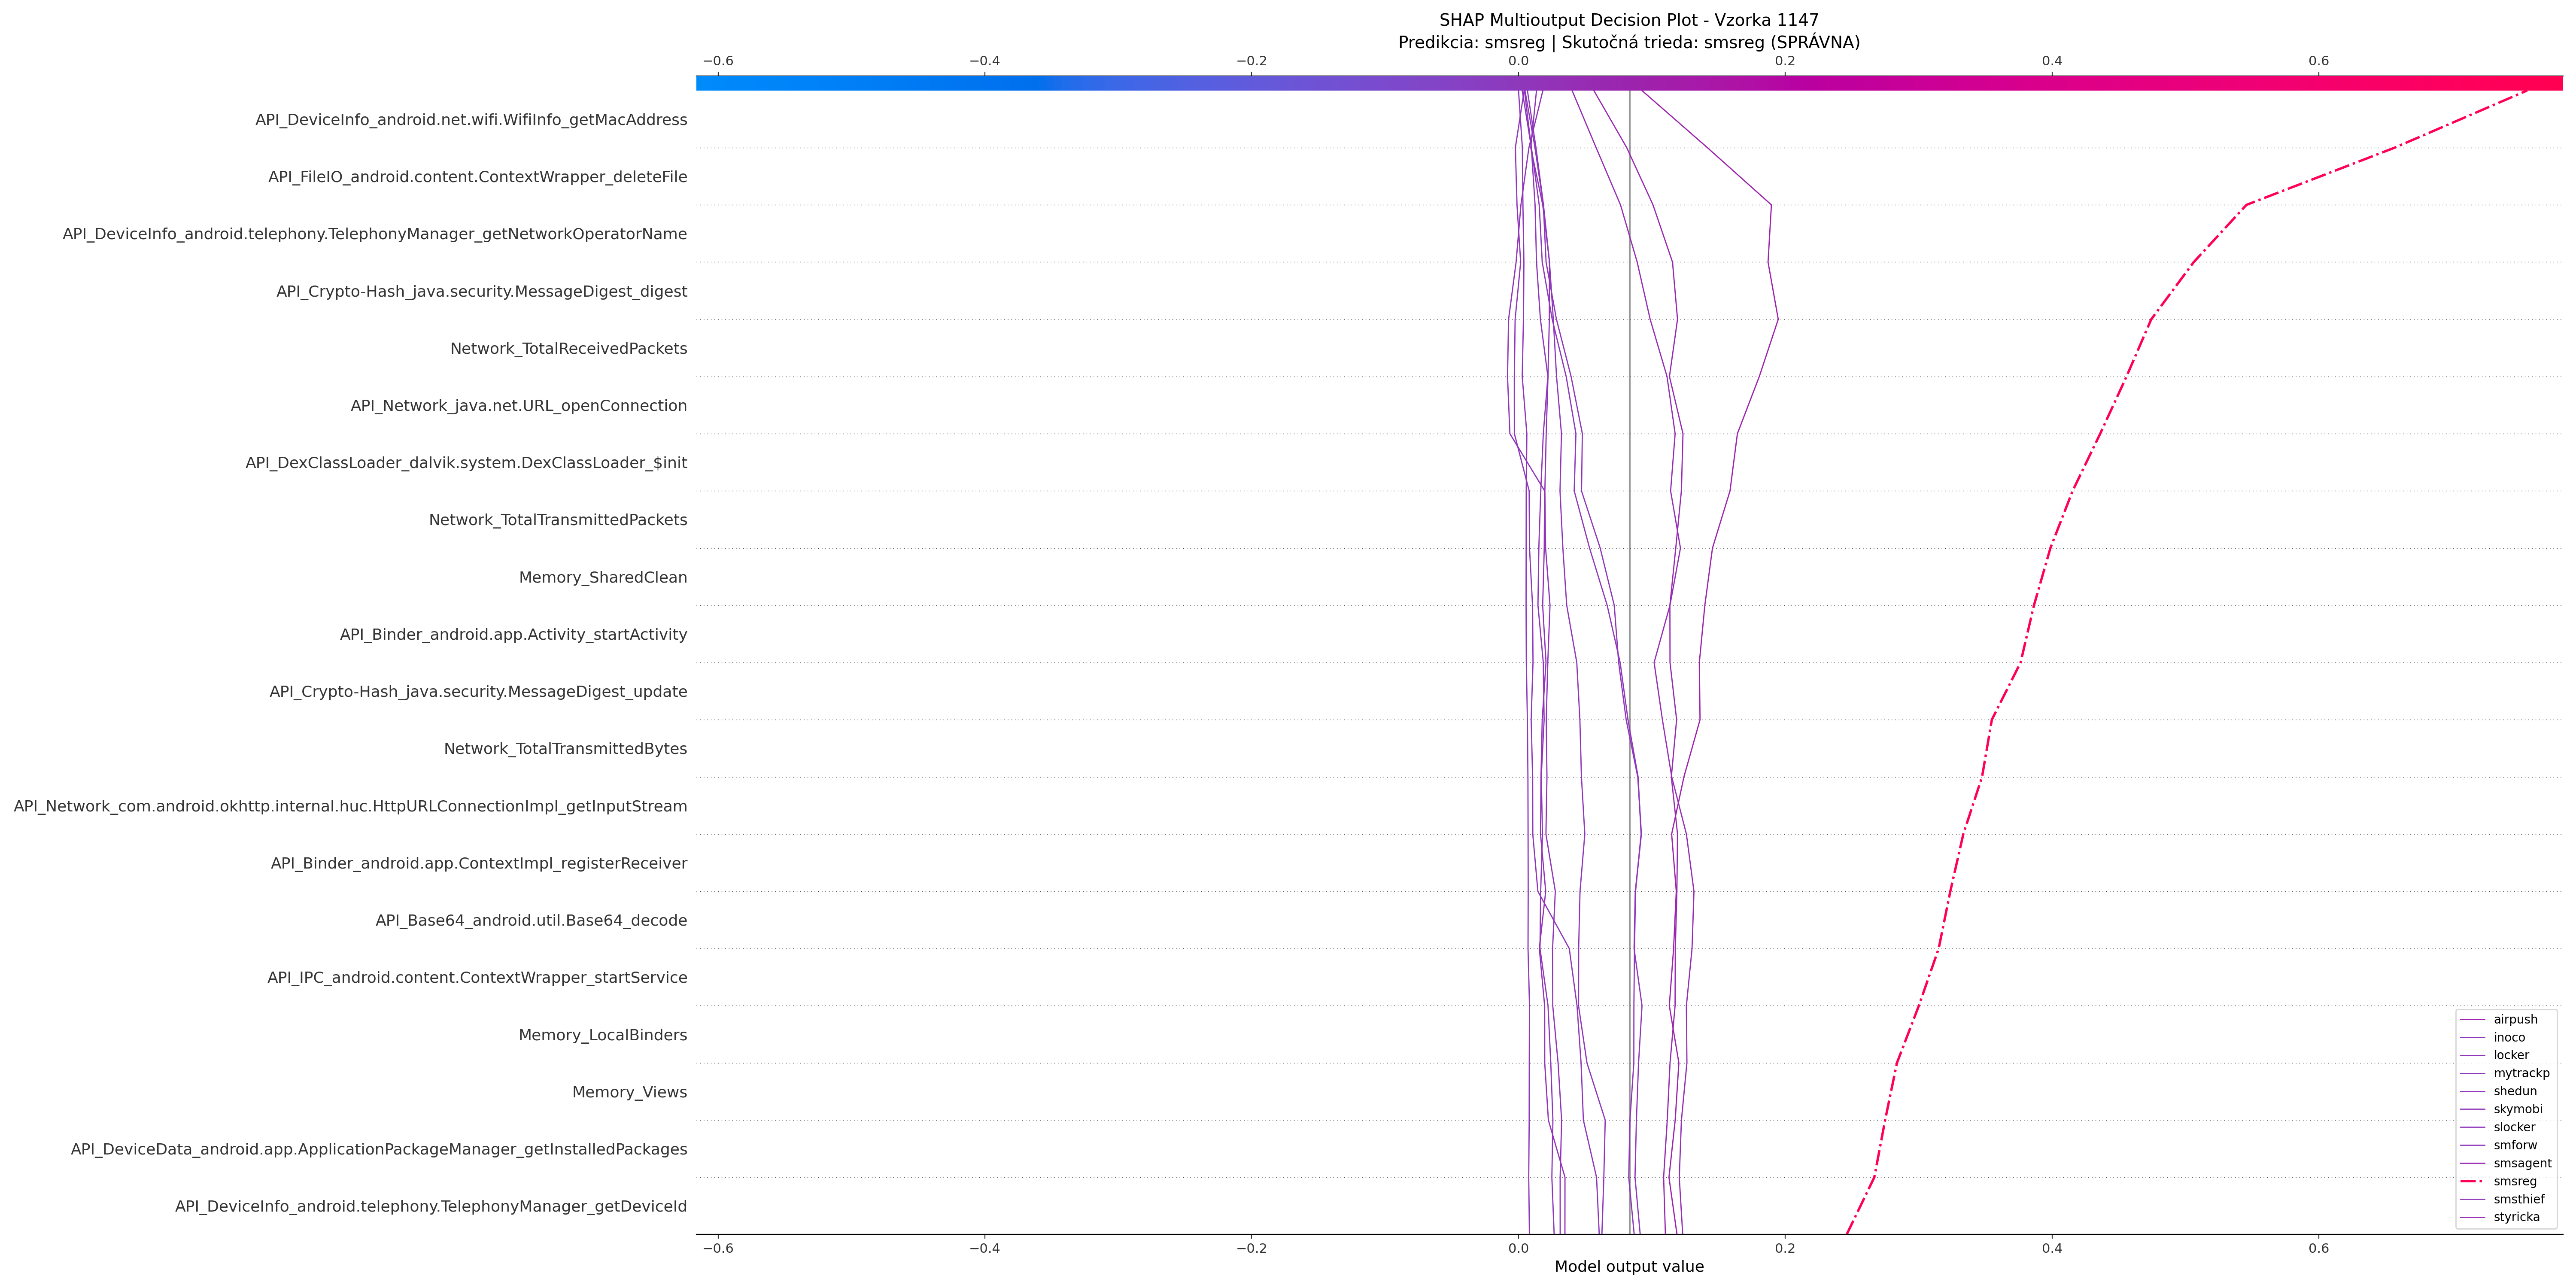 SHAP Multioutput Decision Plot - Vzorka 1147
Predikcia: smsreg | Skutočná trieda: smsreg (SPRÁVNA)
−0.6 −0.4 −0.2 0.0 0.2 0.4 0.6
API_DeviceInfo_android.net.wifi.WifiInfo_getMacAddress
API_FileIO_android.content.ContextWrapper_deleteFile
API_DeviceInfo_android.telephony.TelephonyManager_getNetworkOperatorName
API_Crypto-Hash_java.security.MessageDigest_digest
Network_TotalReceivedPackets
API_Network_java.net.URL_openConnection
API_DexClassLoader_dalvik.system.DexClassLoader_$init
Network_TotalTransmittedPackets
Memory_SharedClean
API_Binder_android.app.Activity_startActivity
API_Crypto-Hash_java.security.MessageDigest_update
Network_TotalTransmittedBytes
API_Network_com.android.okhttp.internal.huc.HttpURLConnectionImpl_getInputStream
API_Binder_android.app.ContextImpl_registerReceiver
API_Base64_android.util.Base64_decode
API_IPC_android.content.ContextWrapper_startService
Memory_LocalBinders
Memory_Views
API_DeviceData_android.app.ApplicationPackageManager_getInstalledPackages
API_DeviceInfo_android.telephony.TelephonyManager_getDeviceId
airpush
inoco
locker
mytrackp
shedun
skymobi
slocker
smforw
smsagent
smsreg
smsthief
styricka
−0.6 −0.4 −0.2 0.0 0.2 0.4 0.6
Model output value